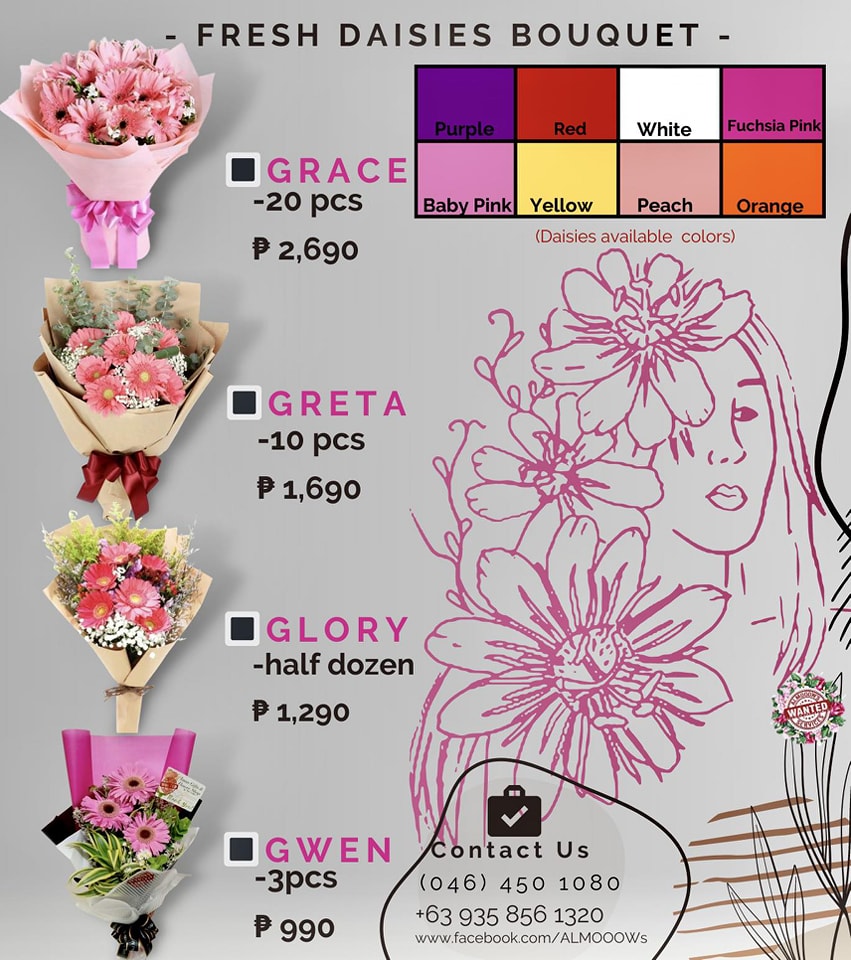 - FRESH DAISIES BOUQUET -
Purple
Red
White
Fuchsia Pink
Baby Pink
Yellow
Peach
Orange
(Daisies available colors)
GRACE
-20 pcs
₱ 2,690
GRETA
-10 pcs
₱ 1,690
GLORY
-half dozen
₱ 1,290
GWEN
-3pcs
₱ 990
WANTED
SERVICES
Contact Us
(046) 450 1080
+63 935 856 1320
www.facebook.com/ALMOOOWs